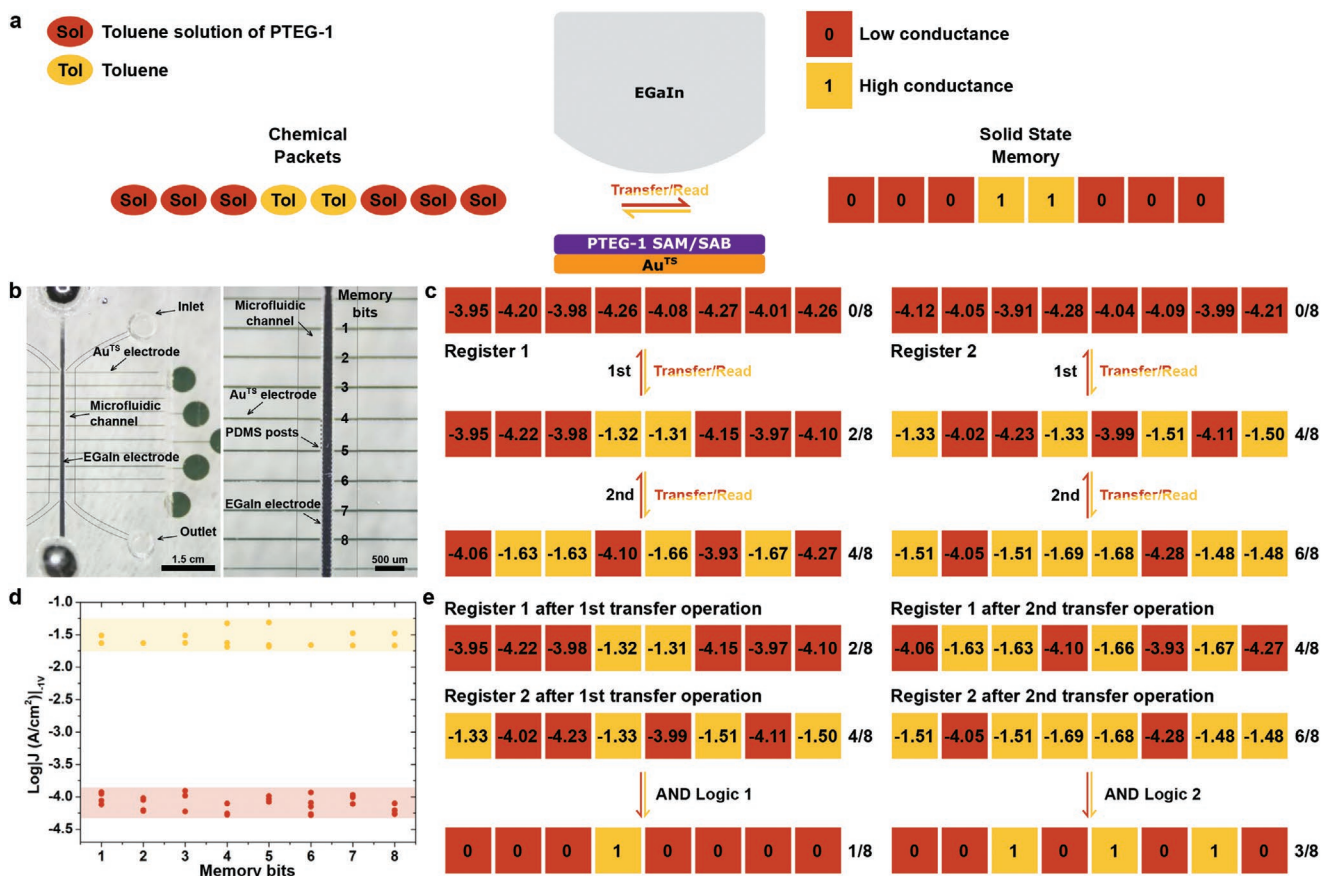 a
Sol Toluene solution of PTEG-1
Tol Toluene
EGaIn
0 Low conductance
1 High conductance
Chemical
Packets
Sol Sol Sol Tol Tol Sol Sol Sol
Transfer/Read
PTEG-1 SAM/SAB
Au^TS
Solid State
Memory
0 0 0 1 1 0 0 0
b
Inlet
Au^TS electrode
Microfluidic
channel
EGaIn electrode
Outlet
1.5 cm
Microfluidic
channel
Memory
bits
1
2
3
Au^TS electrode
4
PDMS posts
5
6
EGaIn electrode
7
8
500 um
c
-3.95 -4.20 -3.98 -4.26 -4.08 -4.27 -4.01 -4.26 0/8
Register 1
1st Transfer/Read
-3.95 -4.22 -3.98 -1.32 -1.31 -4.15 -3.97 -4.10 2/8
2nd Transfer/Read
-4.06 -1.63 -1.63 -4.10 -1.66 -3.93 -1.67 -4.27 4/8
-4.12 -4.05 -3.91 -4.28 -4.04 -4.09 -3.99 -4.21 0/8
Register 2
1st Transfer/Read
-1.33 -4.02 -4.23 -1.33 -3.99 -1.51 -4.11 -1.50 4/8
2nd Transfer/Read
-1.51 -4.05 -1.51 -1.69 -1.68 -4.28 -1.48 -1.48 6/8
d
Log|J (A/cm²)|-1V
-1.0
-1.5
-2.0
-2.5
-3.0
-3.5
-4.0
-4.5
1 2 3 4 5 6 7 8
Memory bits
e
Register 1 after 1st transfer operation
-3.95 -4.22 -3.98 -1.32 -1.31 -4.15 -3.97 -4.10 2/8
Register 2 after 1st transfer operation
-1.33 -4.02 -4.23 -1.33 -3.99 -1.51 -4.11 -1.50 4/8
AND Logic 1
0 0 0 1 0 0 0 0 1/8
Register 1 after 2nd transfer operation
-4.06 -1.63 -1.63 -4.10 -1.66 -3.93 -1.67 -4.27 4/8
Register 2 after 2nd transfer operation
-1.51 -4.05 -1.51 -1.69 -1.68 -4.28 -1.48 -1.48 6/8
AND Logic 2
0 0 1 0 1 0 1 0 3/8